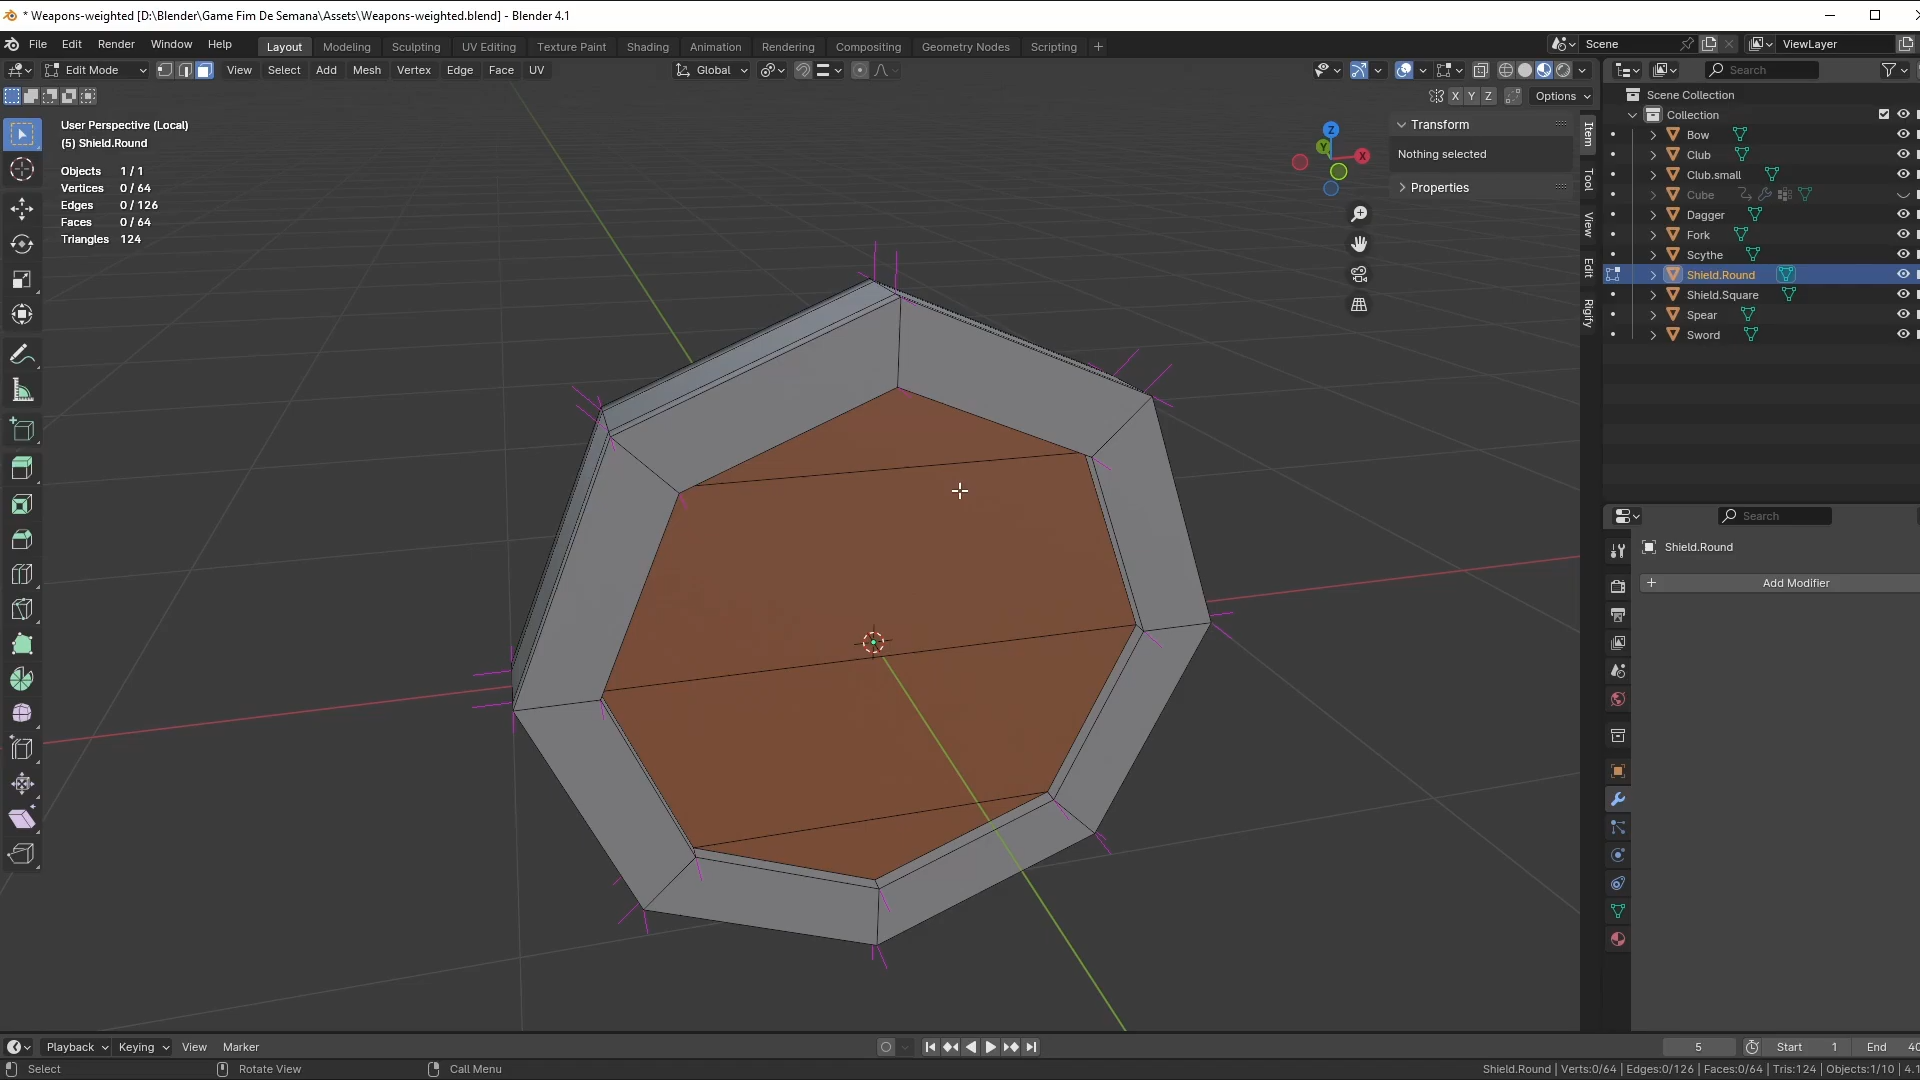 * Weapons-weighted [D:\Blender\Game Fim De Semana\Assets\Weapons-weighted.blend] - Blender 4.1
File Edit Render Window Help Layout Modeling Sculpting UV Editing Texture Paint Shading Animation Rendering Compositing Geometry Nodes Scripting + Scene ViewLayer
Edit Mode View Select Add Mesh Vertex Edge Face UV Global Search
X Y Z Options
User Perspective (Local)
(5) Shield.Round
Objects 1 / 1
Vertices 0 / 64
Edges 0 / 126
Faces 0 / 64
Triangles 124
Z
Y
X
Transform
Nothing selected
Properties
Item
Tool
View
Edit
Rigify
Scene Collection
Collection
Bow
Club
Club.small
Cube
Dagger
Fork
Scythe
Shield.Round
Shield.Square
Spear
Sword
Search
Shield.Round
+ Add Modifier
Playback Keying View Marker 5 Start 1 End 40
Select Rotate View Call Menu Shield.Round | Verts:0/64 | Edges:0/126 | Faces:0/64 | Tris:124 | Objects:1/10 | 4.1